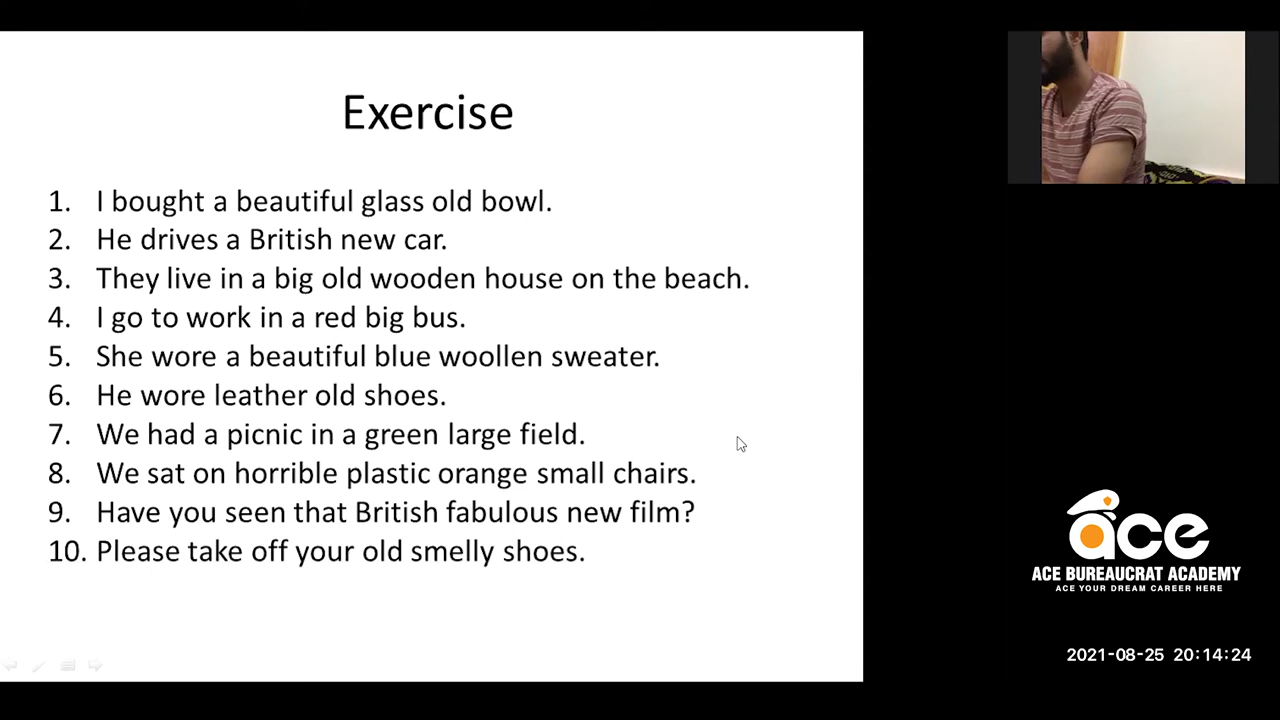 Exercise
1. I bought a beautiful glass old bowl.
2. He drives a British new car.
3. They live in a big old wooden house on the beach.
4. I go to work in a red big bus.
5. She wore a beautiful blue woollen sweater.
6. He wore leather old shoes.
7. We had a picnic in a green large field.
8. We sat on horrible plastic orange small chairs.
9. Have you seen that British fabulous new film?
10. Please take off your old smelly shoes.
ace
ACE BUREAUCRAT ACADEMY
ACE YOUR DREAM CAREER HERE
2021-08-25 20:14:24